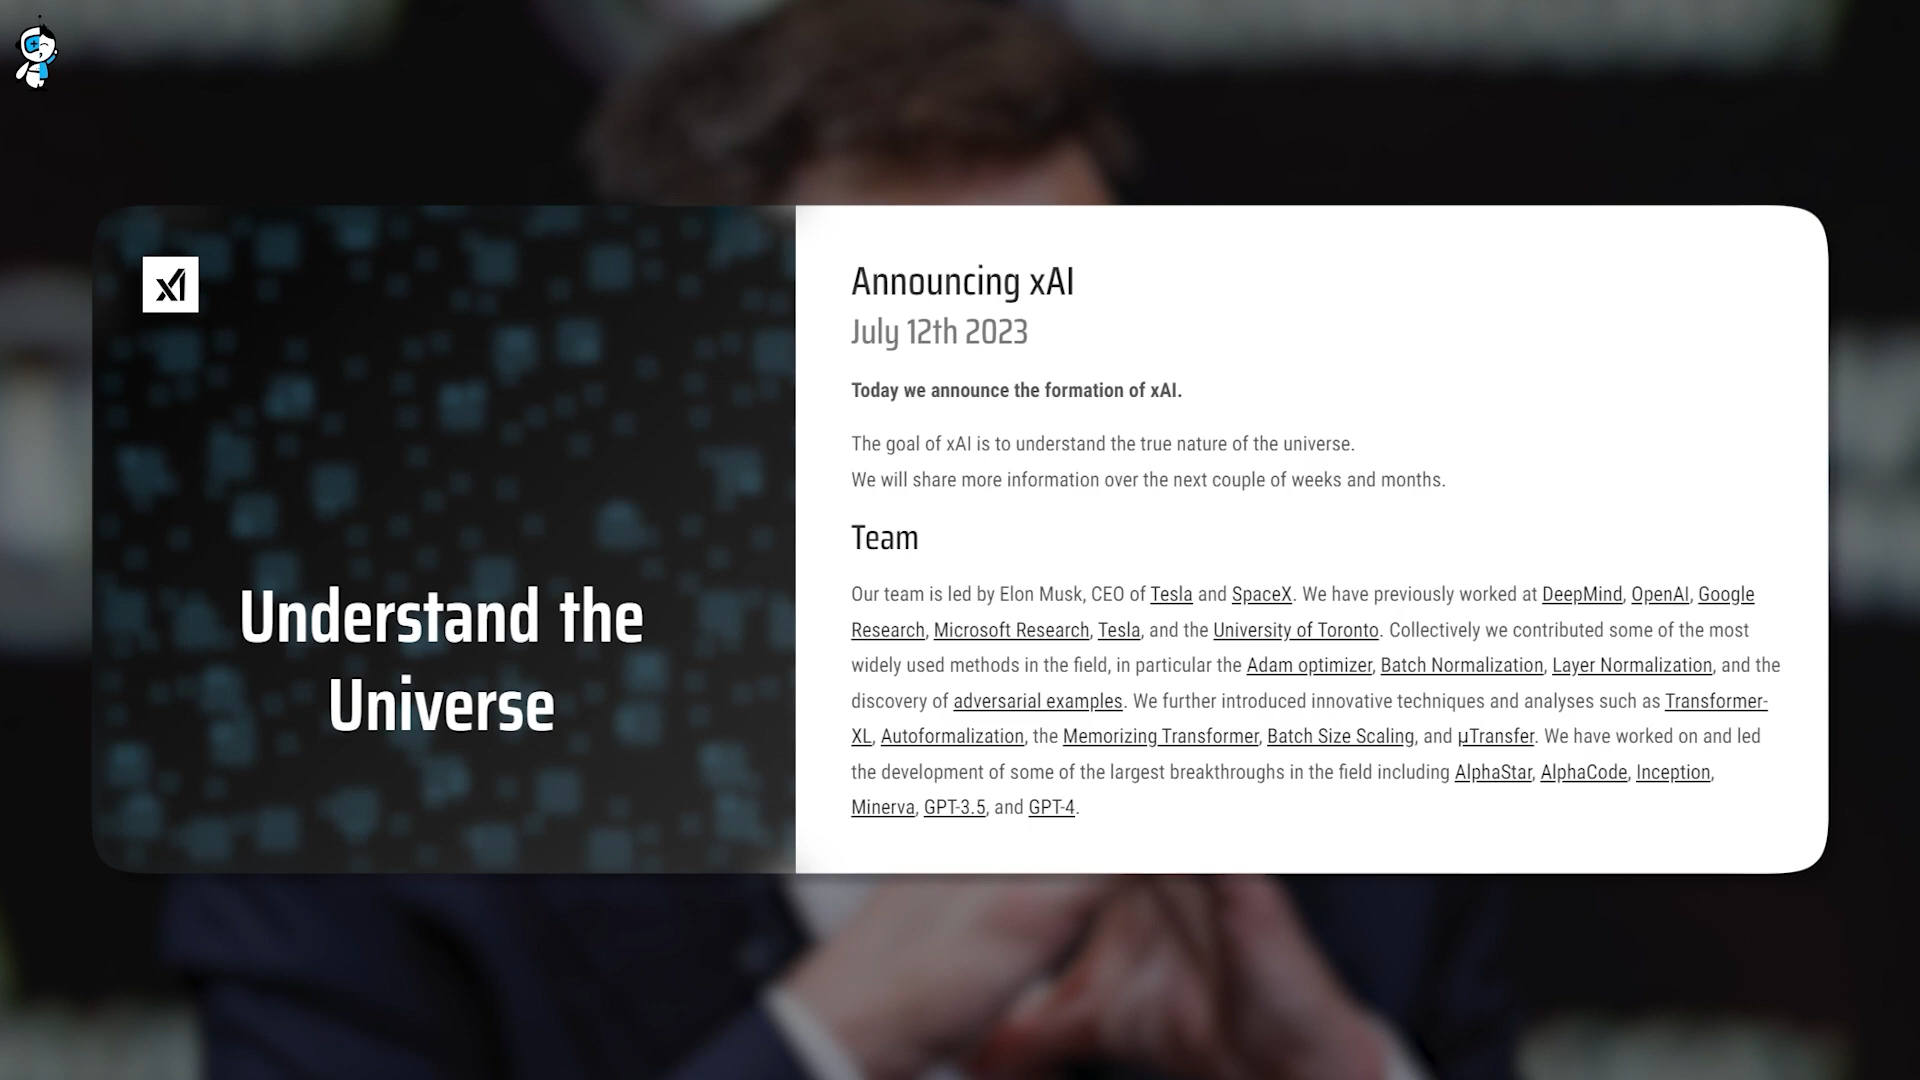 xI
Understand the
Universe
Announcing xAI
July 12th 2023
Today we announce the formation of xAI.
The goal of xAI is to understand the true nature of the universe.
We will share more information over the next couple of weeks and months.
Team
Our team is led by Elon Musk, CEO of Tesla and SpaceX. We have previously worked at DeepMind, OpenAI, Google
Research, Microsoft Research, Tesla, and the University of Toronto. Collectively we contributed some of the most
widely used methods in the field, in particular the Adam optimizer, Batch Normalization, Layer Normalization, and the
discovery of adversarial examples. We further introduced innovative techniques and analyses such as Transformer-
XL, Autoformalization, the Memorizing Transformer, Batch Size Scaling, and μTransfer. We have worked on and led
the development of some of the largest breakthroughs in the field including AlphaStar, AlphaCode, Inception,
Minerva, GPT-3.5, and GPT-4.